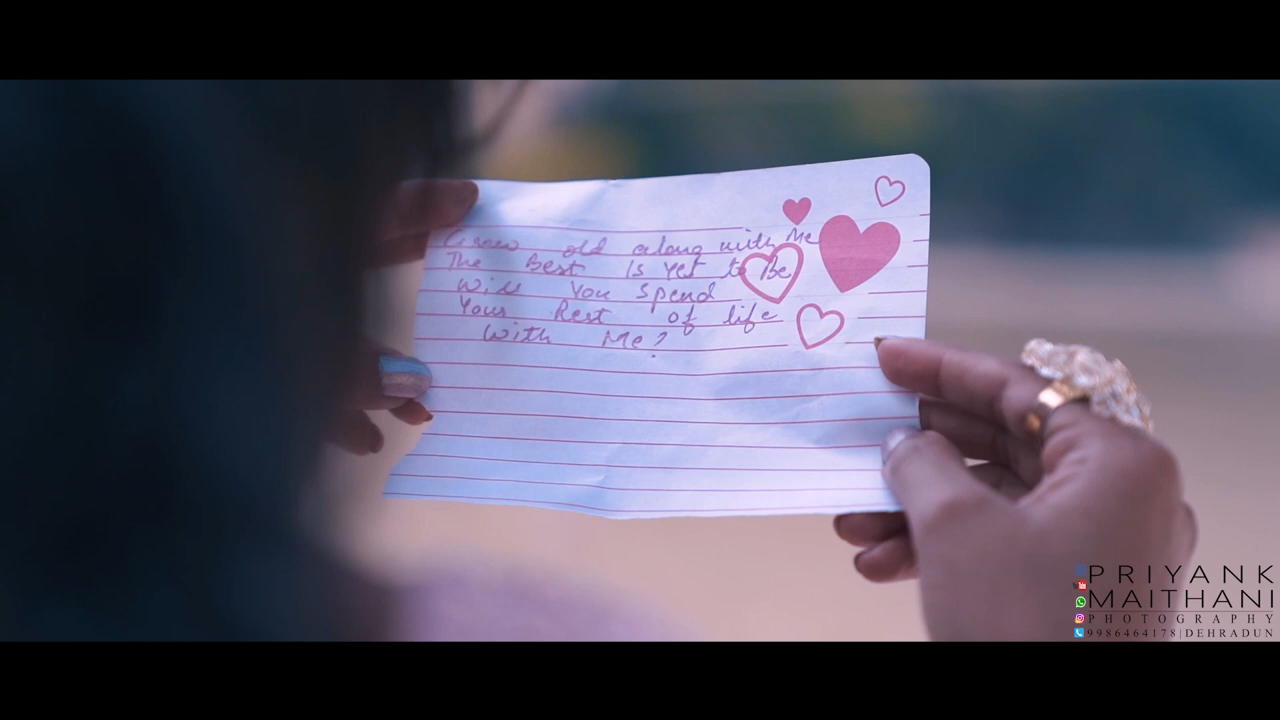 Grow old along with Me
The Best Is Yet to Be
Will You Spend
Your Rest of life
With Me?
PRIYANK
MAITHANI
PHOTOGRAPHY
9986464178|DEHRADUN